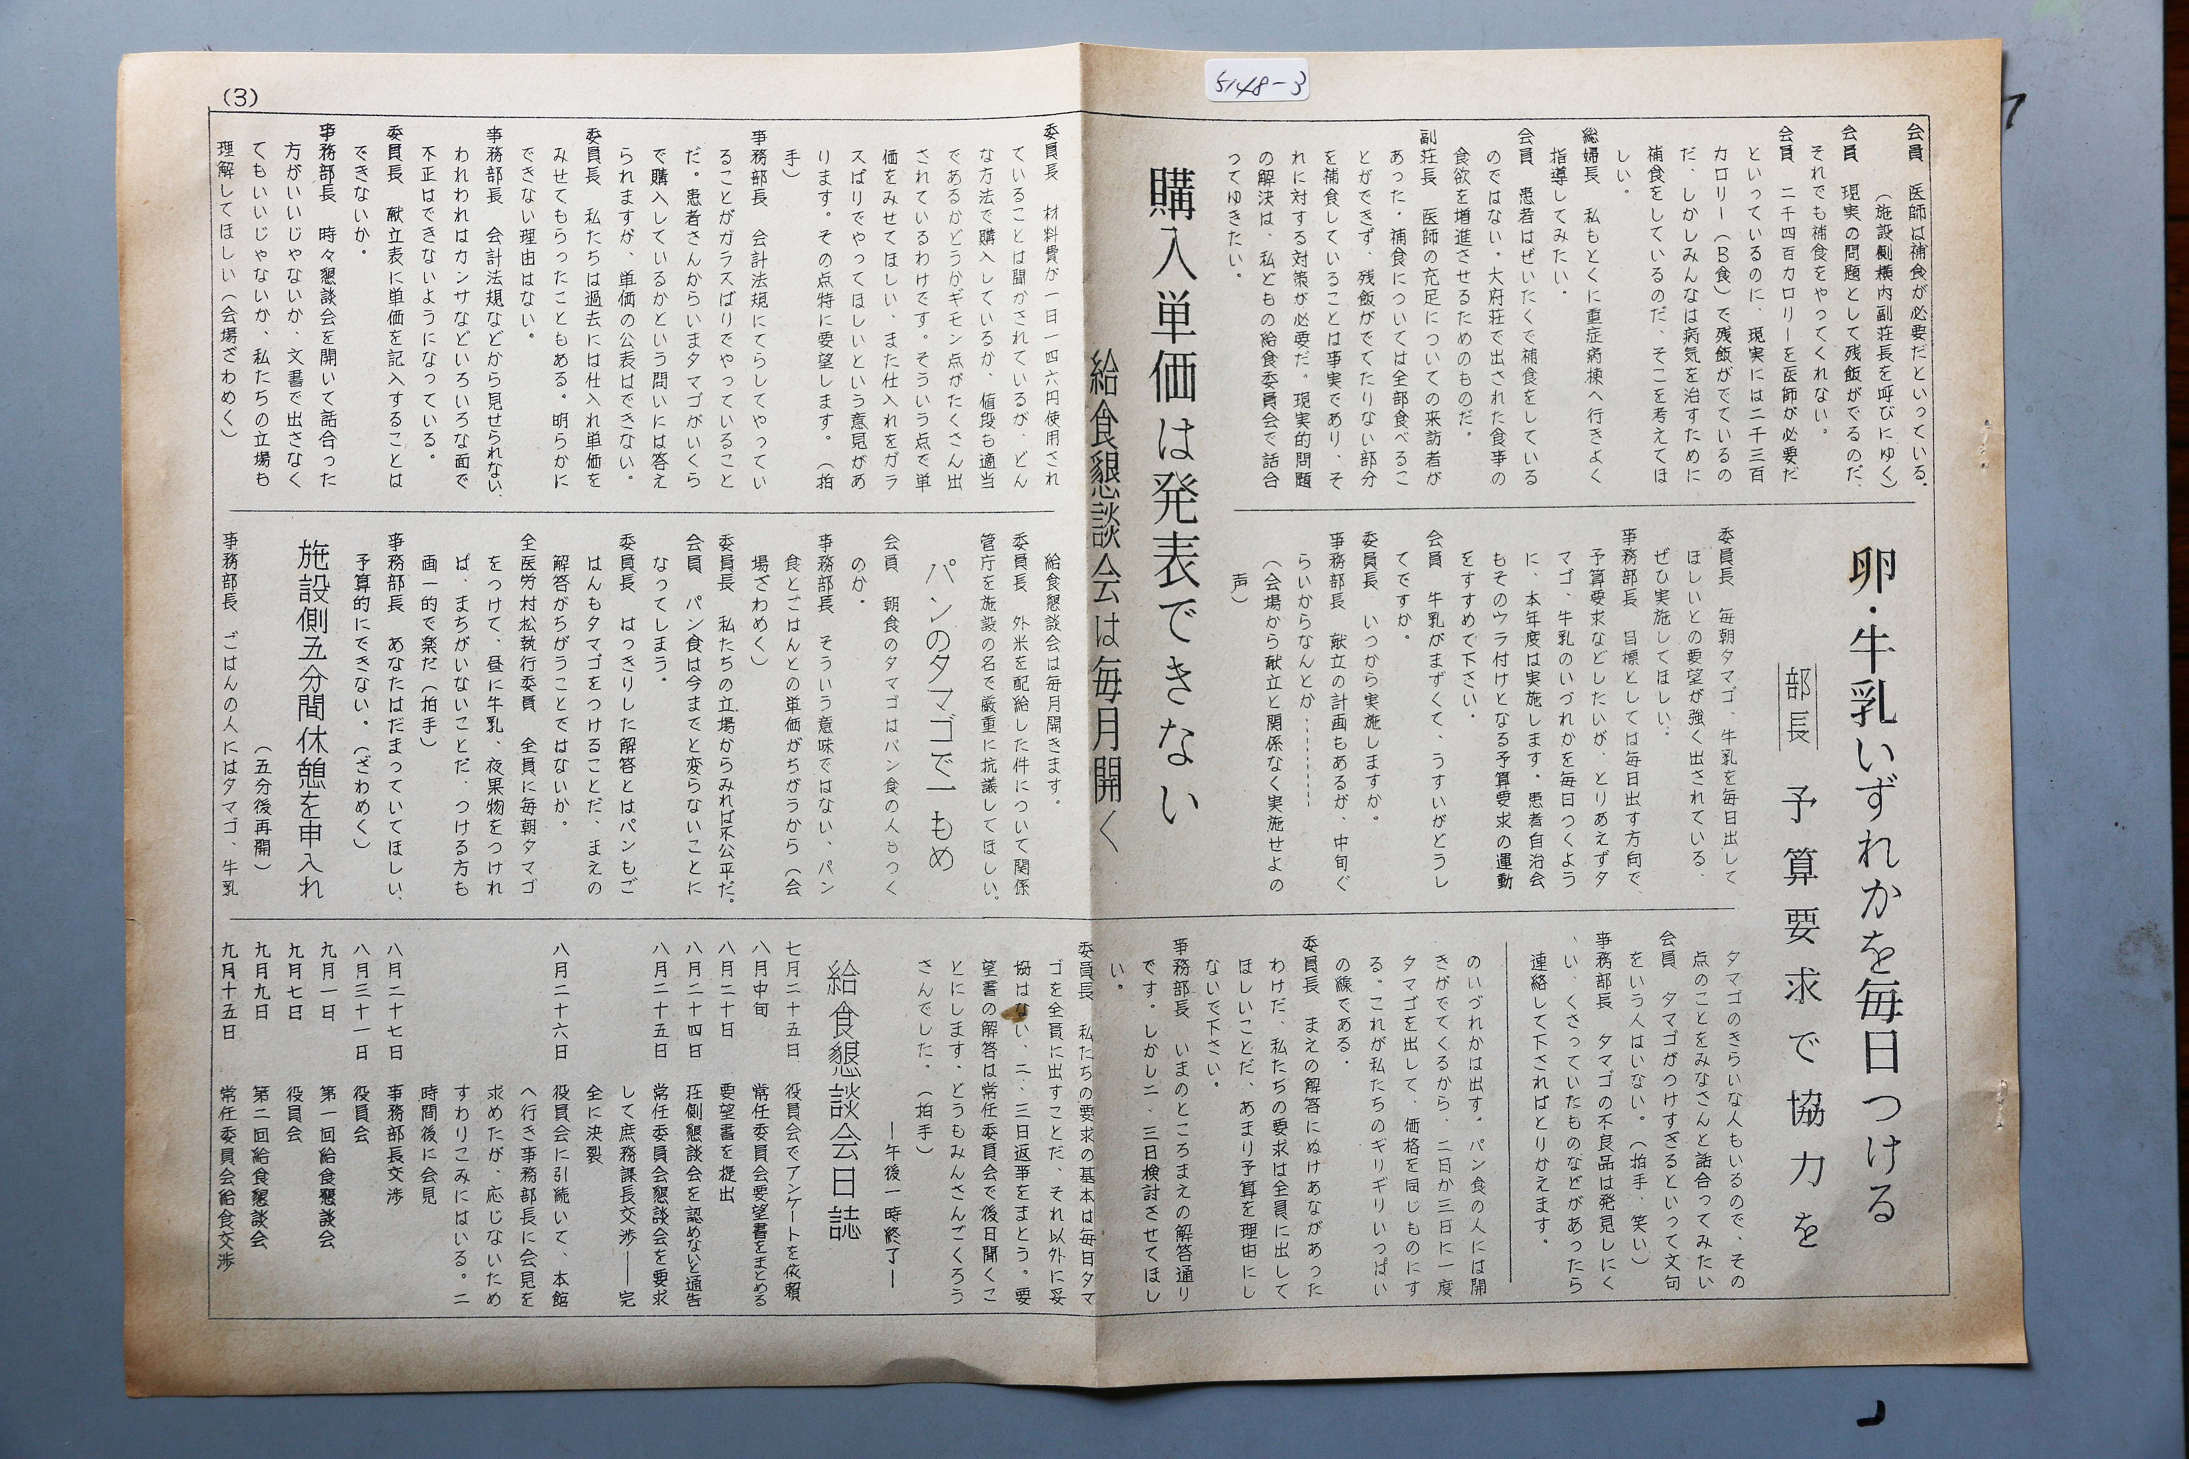 5148-3
(3)
会員　医師は補食が必要だといっている。
（施設側横内副荘長を呼びにゆく）
会員　現実の問題として残飯がでるのだ、
それでも補食をやってくれない。
会員　二千四百カロリーを医師が必要だ
といっているのに、現実には二千三百
カロリー（B食）で残飯がでているの
だ、しかしみんなは病気を治すために
補食をしているのだ、そこを考えてほ
しい。
総婦長　私もとくに重症病棟へ行きよく
指導してみたい。
会員　患者はぜいたくで補食をしている
のではない。大府荘で出された食事の
食欲を増進させるためのものだ。
副荘長　医師の充足についての来訪者が
あった・補食については全部食べるこ
とができず、残飯がでてたりない部分
を補食していることは事実であり、そ
れに対する対策が必要だ。現実的問題
の解決は、私どもの給食委員会で話合
ってゆきたい。
卵・牛乳いずれかを毎日つける
部長　予算要求で協力を
委員長　毎朝タマゴ、牛乳を毎日出して
ほしいとの要望が強く出されている、
ぜひ実施してほしい。
事務部長　目標としては毎日出す方向で、
予算要求などしたいが、とりあえずタ
マゴ、牛乳のいづれかを毎日つくよう
に、本年度は実施します・患者自治会
もそのウラ付けとなる予算要求の運動
をすすめて下さい。
会員　牛乳がまずくて、うすいがどうし
てですか。
委員長　いつから実施しますか。
事務部長　献立の計画もあるが、中旬ぐ
らいからなんとか………
（会場から献立と関係なく実施せよの
声）
タマゴのきらいな人もいるので、その
点のことをみなさんと話合ってみたい
会員　タマゴがつけすぎるといって文句
をいう人はいない。（拍手、笑い）
事務部長　タマゴの不良品は発見しにく
い、くさっていたものなどがあったら
連絡して下さればとりかえます。
購入単価は発表できない
給食懇談会は毎月開く
委員長　材料費が一日一四六円使用され
ていることは聞かされているが、どん
な方法で購入しているか、値段も適当
であるかどうかギモン点がたくさん出
されているわけです。そういう点で単
価をみせてほしい、また仕入れをガラ
スばりでやってほしいという意見があ
ります。その点特に要望します。（拍
手）
事務部長　会計法規にてらしてやってい
ることがガラスばりでやっていること
だ。患者さんからいまタマゴがいくら
で購入しているかという問いには答え
られますが、単価の公表はできない。
委員長　私たちは過去には仕入れ単価を
みせてもらったこともある。明らかに
できない理由はない。
事務部長　会計法規などから見せられない、
われわれはカンサなどいろいろな面で
不正はできないようになっている。
委員長　献立表に単価を記入することは
できないか。
事務部長　時々懇談会を開いて話合った
方がいいじゃないか、文書で出さなく
てもいいじゃないか、私たちの立場も
理解してほしい（会場ざわめく）
給食懇談会は毎月開きます。
委員長　外米を配給した件について関係
管庁を施設の名で厳重に抗議してほしい。
パンのタマゴで一もめ
会員　朝食のタマゴはパン食の人もつく
のか。
事務部長　そういう意味ではない、パン
食とごはんとの単価がちがうから（会
場ざわめく）
委員長　私たちの立場からみれば不公平だ。
会員　パン食は今までと変らないことに
なってしまう。
委員長　はっきりした解答とはパンもご
はんもタマゴをつけることだ、まえの
解答がちがうことではないか。
全医労村松執行委員　全員に毎朝タマゴ
をつけて、昼に牛乳、夜果物をつけれ
ば、まちがいないことだ、つける方も
画一的で楽だ（拍手）
事務部長　あなたはだまっていてほしい、
予算的にできない。（ざわめく）
施設側五分間休憩を申入れ
（五分後再開）
事務部長　ごはんの人にはタマゴ、牛乳
のいづれかは出す。パン食の人には開
きがでてくるから、二日か三日に一度
タマゴを出して、価格を同じものにす
る。これが私たちのギリギリいっぱい
の線である。
委員長　まえの解答にぬけあながあった
わけだ、私たちの要求は全員に出して
ほしいことだ、あまり予算を理由にし
ないで下さい。
事務部長　いまのところまえの解答通り
です。しかし二、三日検討させてほし
い。
委員長　私たちの要求の基本は毎日タマ
ゴを全員に出すことだ、それ以外に妥
協はない、二、三日返事をまとう。要
望書の解答は常任委員会で後日聞くこ
とにします、どうもみんさんごくろう
さんでした。（拍手）
―午後一時終了―
給食懇談会日誌
七月二十五日　役員会でアンケートを依頼
八月中旬　常任委員会要望書をまとめる
八月二十日　要望書を提出
八月二十四日　荘側懇談会を認めないと通告
八月二十五日　常任委員会懇談会を要求
して庶務課長交渉――完
全に決裂
八月二十六日　役員会に引続いて、本館
へ行き事務部長に会見を
求めたが、応じないため
すわりこみにはいる。二
時間後に会見
八月二十七日　事務部長交渉
八月三十一日　役員会
九月一日　第一回給食懇談会
九月七日　役員会
九月九日　第二回給食懇談会
九月十五日　常任委員会給食交渉